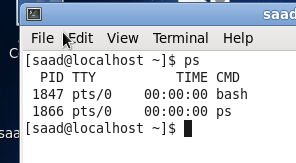 saad
File Edit View Terminal Help
[saad@localhost ~]$ ps
  PID TTY          TIME CMD
 1847 pts/0    00:00:00 bash
 1866 pts/0    00:00:00 ps
[saad@localhost ~]$